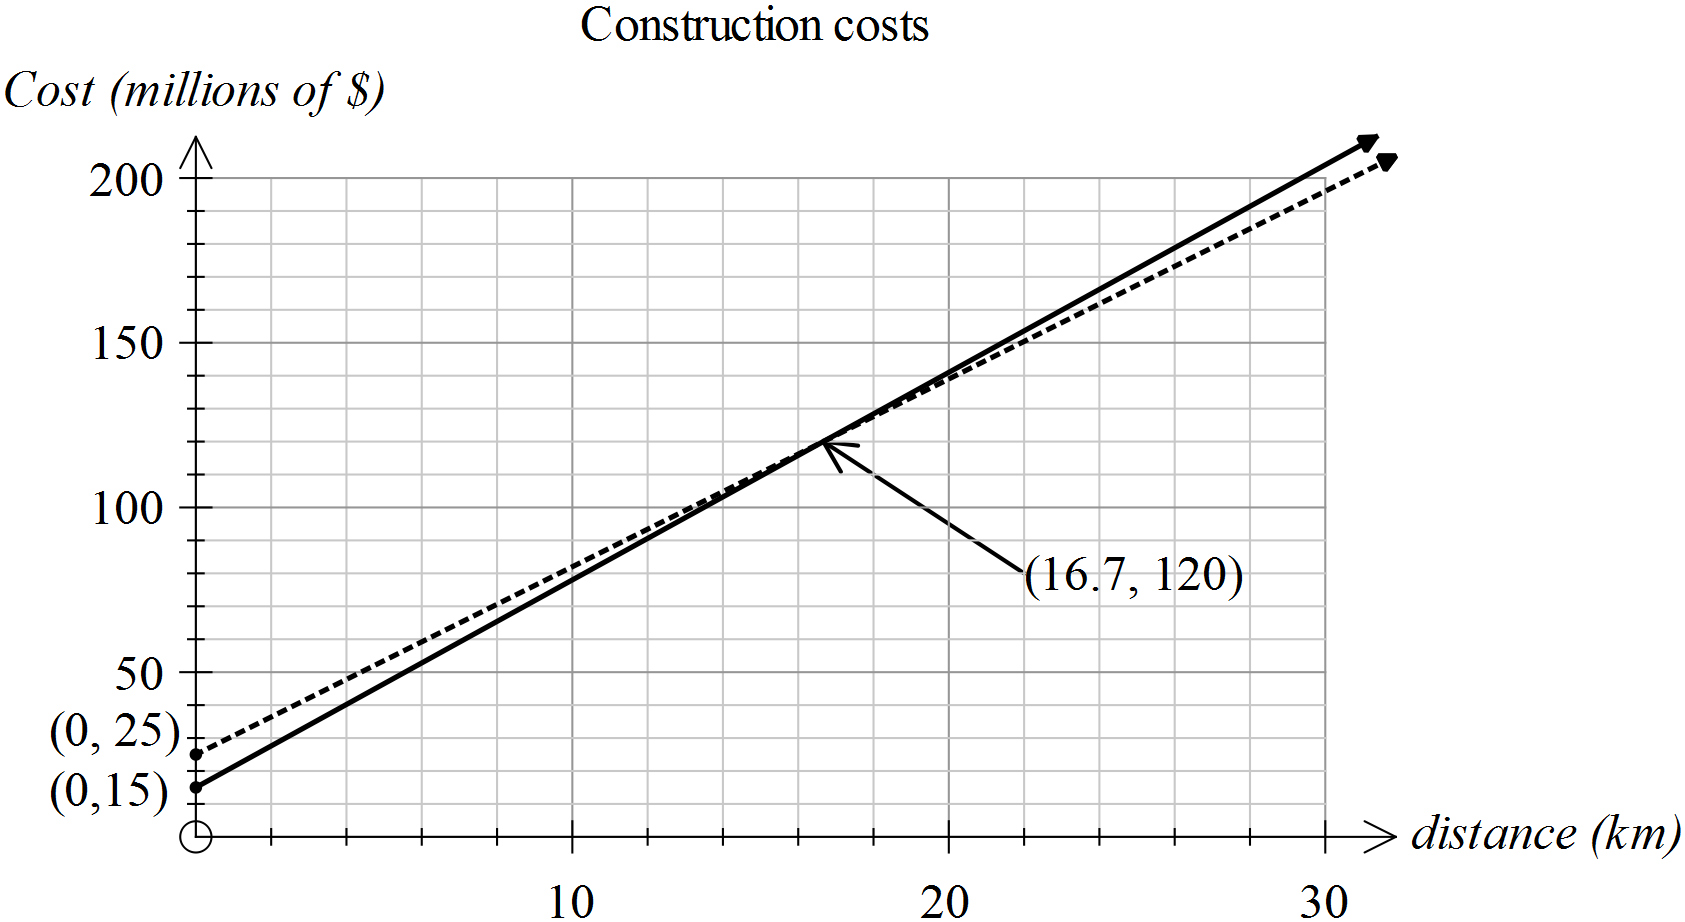 Construction costs
Cost (millions of $)
200
150
100
50
(0, 25)
(0,15)
(16.7, 120)
distance (km)
10 20 30